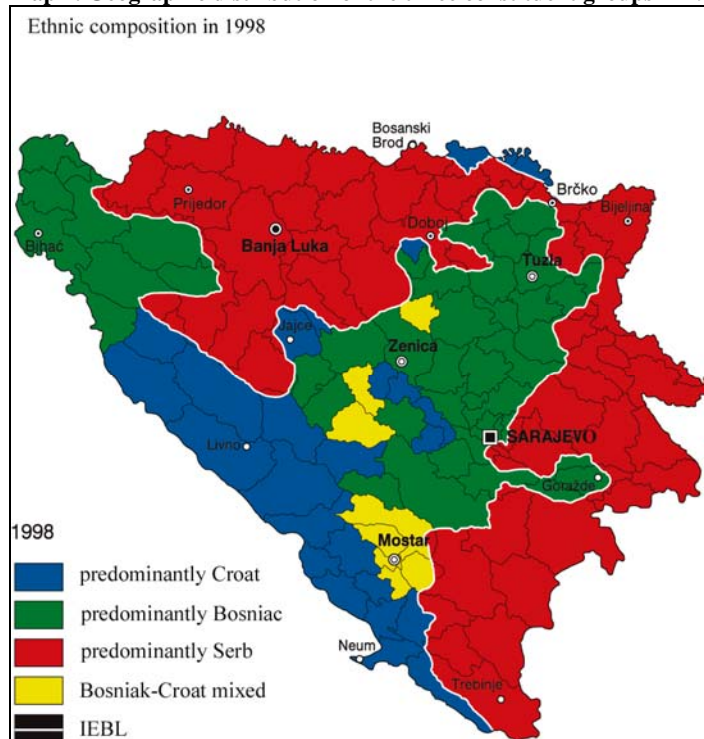 Ethnic composition in 1998
Bosanski
Brod
Brčko
Bijeljina
Prijedor
Doboj
Bihać
Banja Luka
Tuzla
Jajce
Zenica
SARAJEVO
Livno
Goražde
1998
Mostar
predominantly Croat
predominantly Bosniac
Neum
predominantly Serb
Trebinje
Bosniak-Croat mixed
IEBL